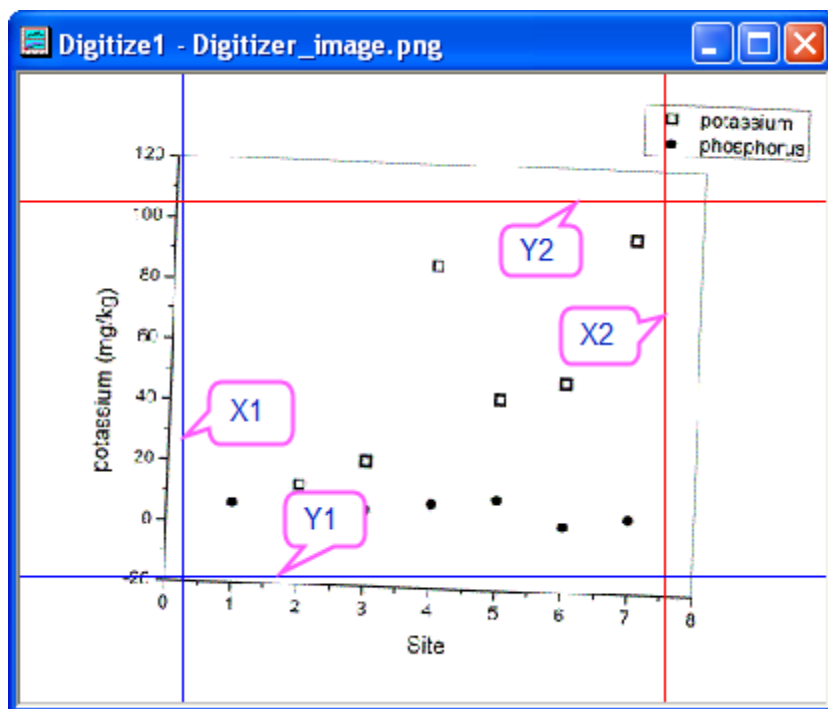 Digitize1 - Digitizer_image.png
potassium
phosphorus
120
100
80
60
40
20
0
-20
potassium (mg/kg)
Y2
X2
X1
Y1
0 1 2 3 4 5 6 7 8
Site